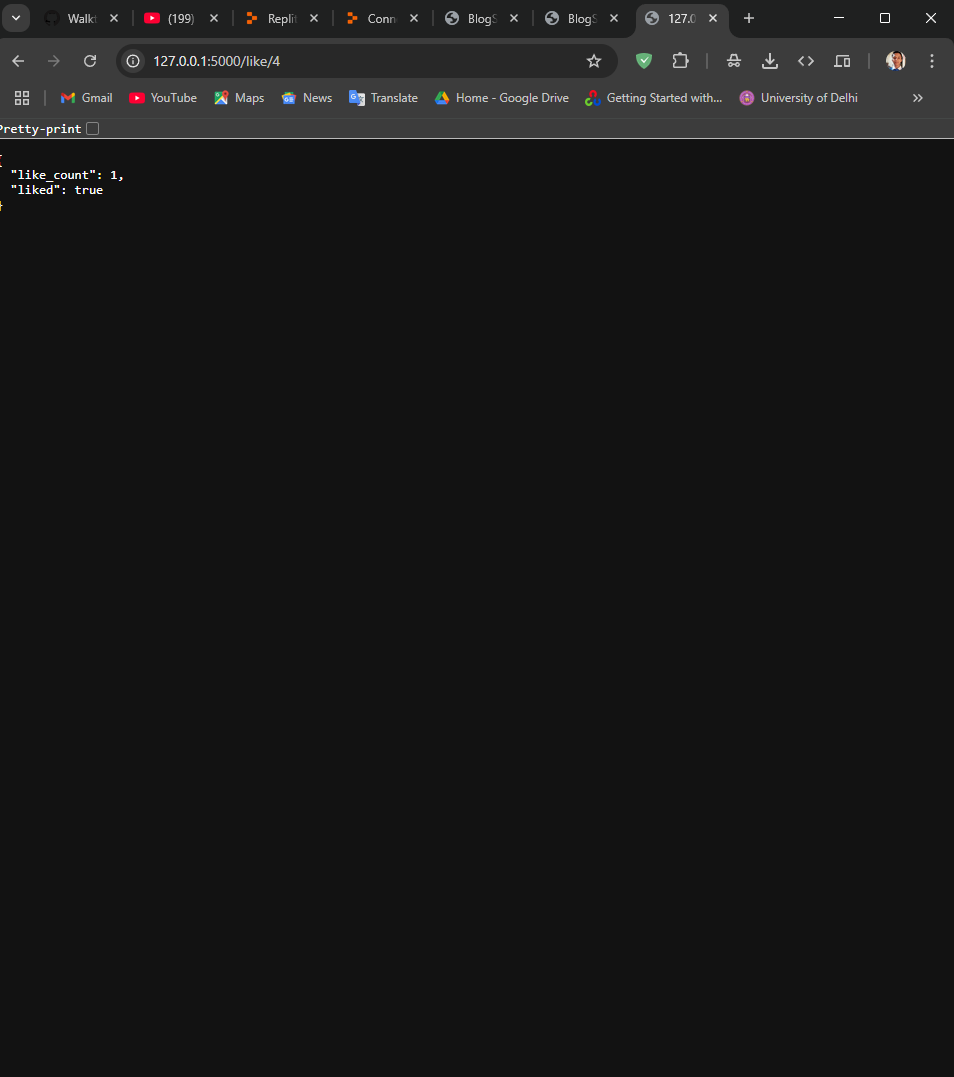 Walkt
(199)
Replit
Conn
BlogS
BlogS
127.0
127.0.0.1:5000/like/4
Gmail
YouTube
Maps
News
Translate
Home - Google Drive
Getting Started with...
University of Delhi
Pretty-print
{
"like_count": 1,
"liked": true
}